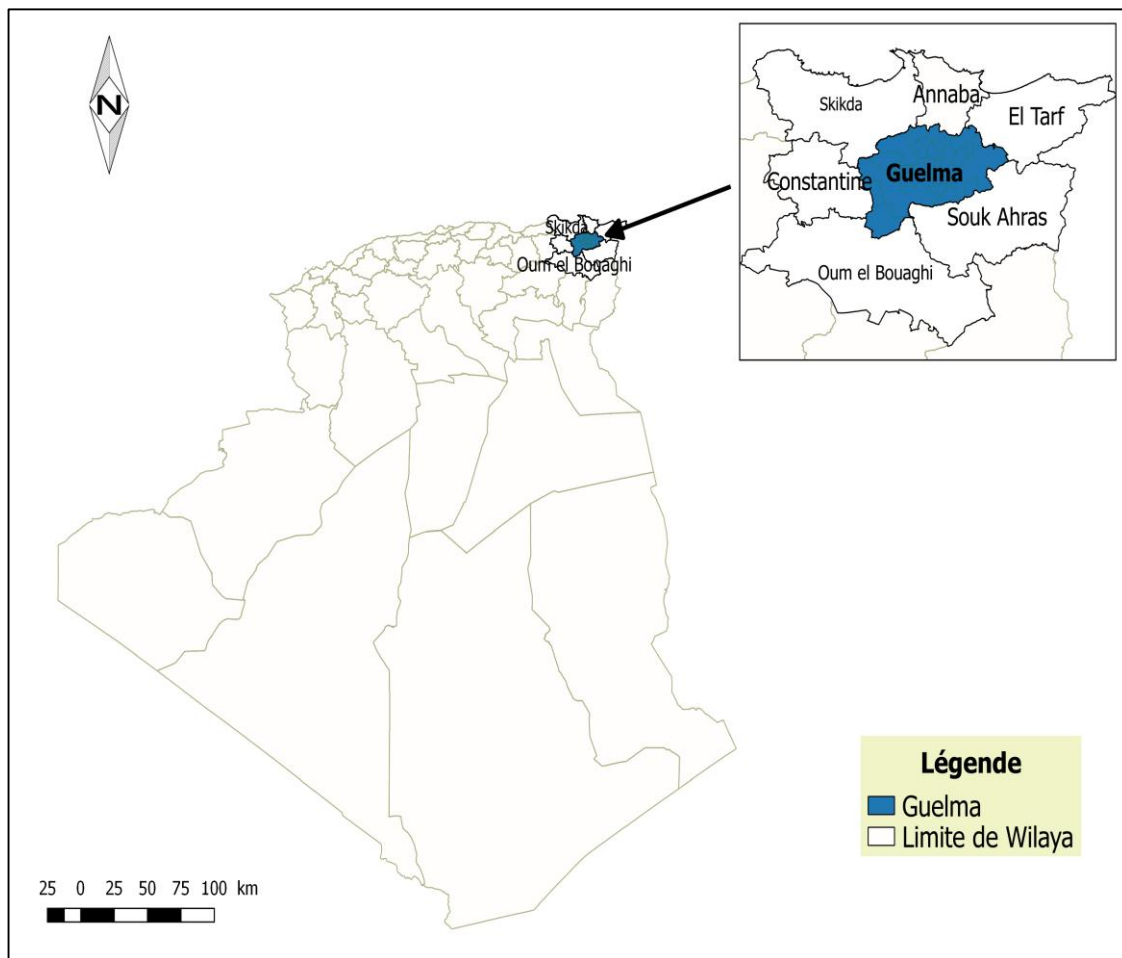 N
Skikda
Annaba
El Tarf
Constantine
Guelma
Souk Ahras
Oum el Bouaghi
Skikda
Oum el Bouaghi
Légende
Guelma
Limite de Wilaya
25 0 25 50 75 100 km